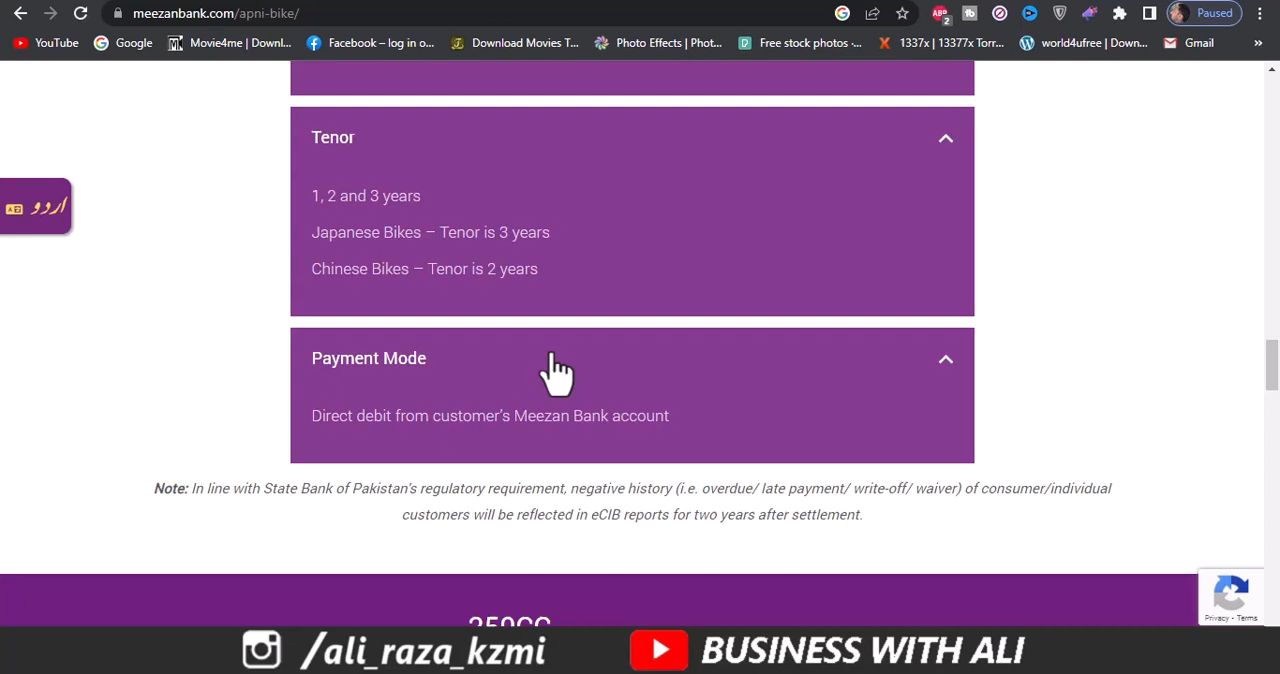 meezanbank.com/apni-bike/
ABP
2
Paused
YouTube
Google
Movie4me | Downl...
Facebook – log in o...
Download Movies T...
Photo Effects | Phot...
Free stock photos ·...
1337x | 13377x Torr...
world4ufree | Down...
Gmail
»
Tenor
1, 2 and 3 years
Japanese Bikes – Tenor is 3 years
Chinese Bikes – Tenor is 2 years
اردو
Payment Mode
Direct debit from customer's Meezan Bank account
Note: In line with State Bank of Pakistan's regulatory requirement, negative history (i.e. overdue/ late payment/ write-off/ waiver) of consumer/individual
customers will be reflected in eCIB reports for two years after settlement.
Privacy - Terms
/ali_raza_kzmi
BUSINESS WITH ALI